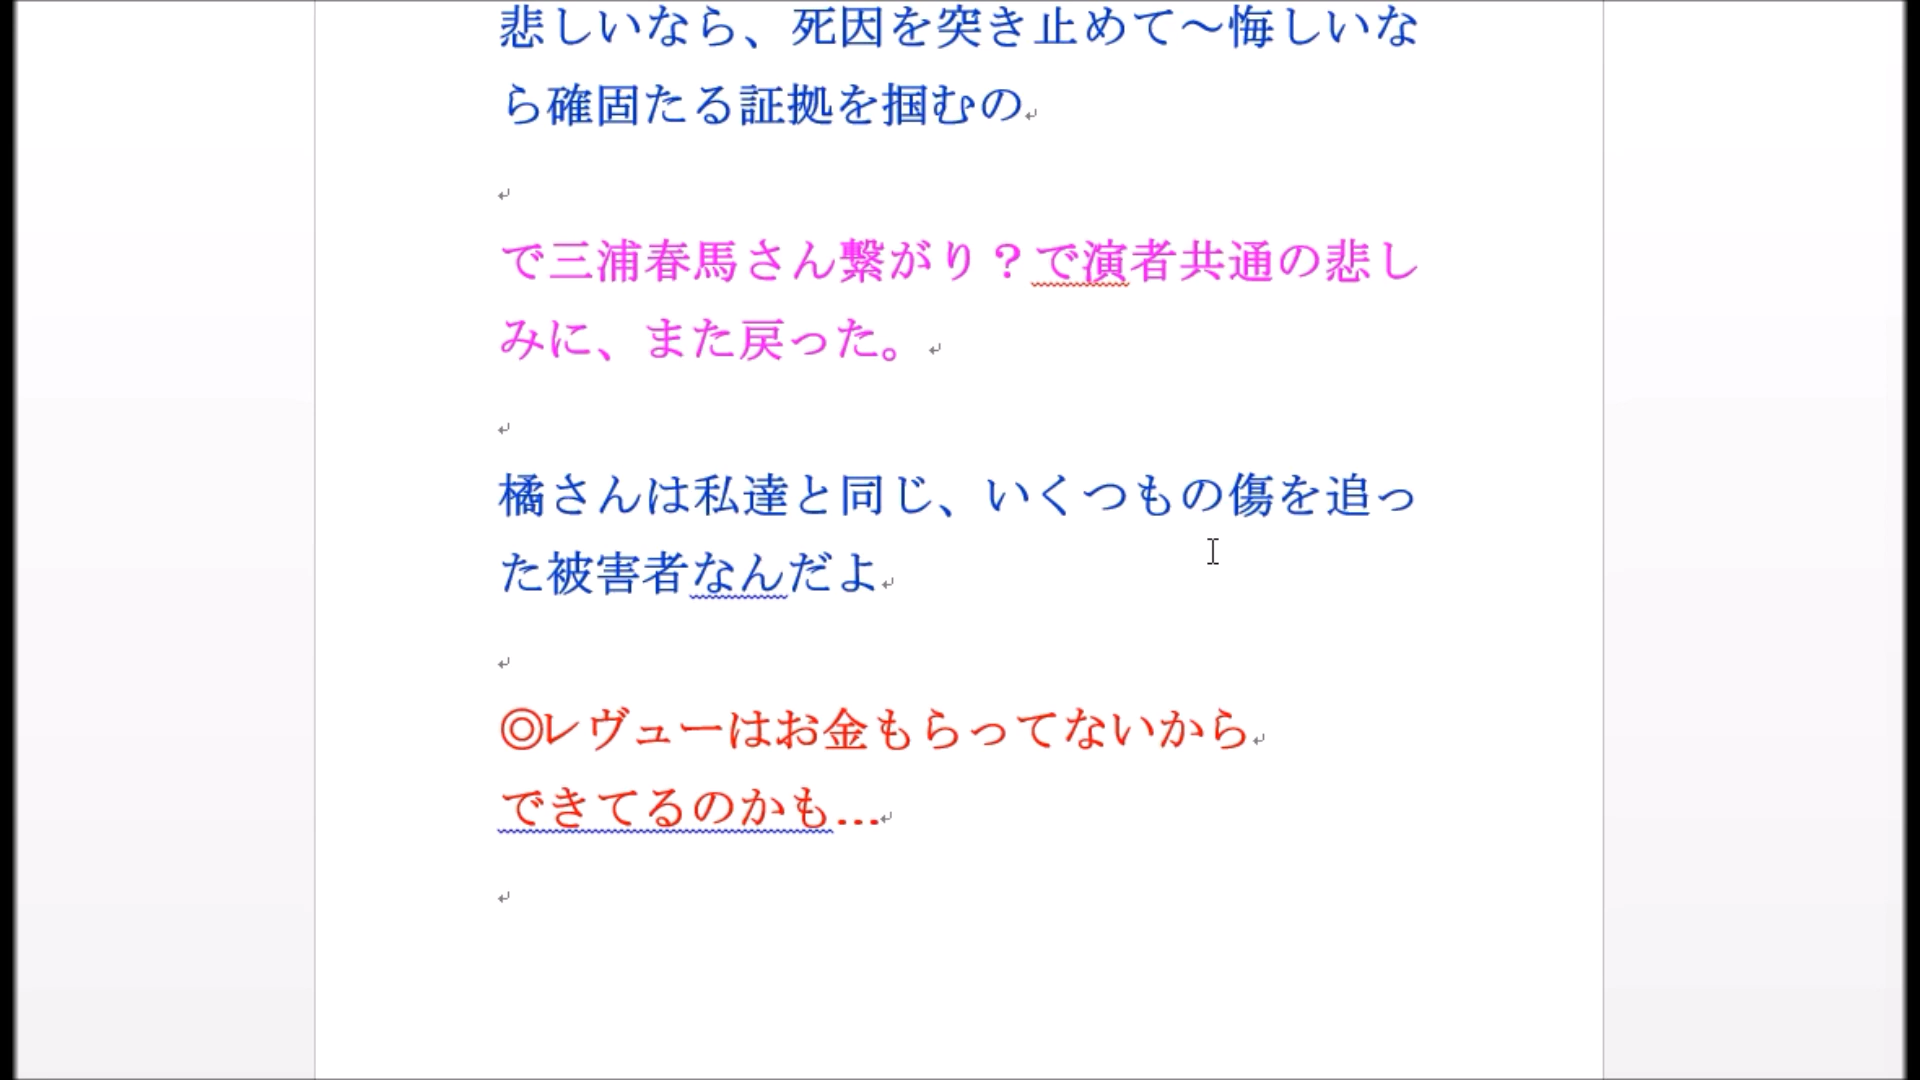 悲しいなら、死因を突き止めて～悔しいな
ら確固たる証拠を掴むの
で三浦春馬さん繋がり？で演者共通の悲し
みに、また戻った。
橘さんは私達と同じ、いくつもの傷を追っ
た被害者なんだよ
◎レヴューはお金もらってないから
できてるのかも…